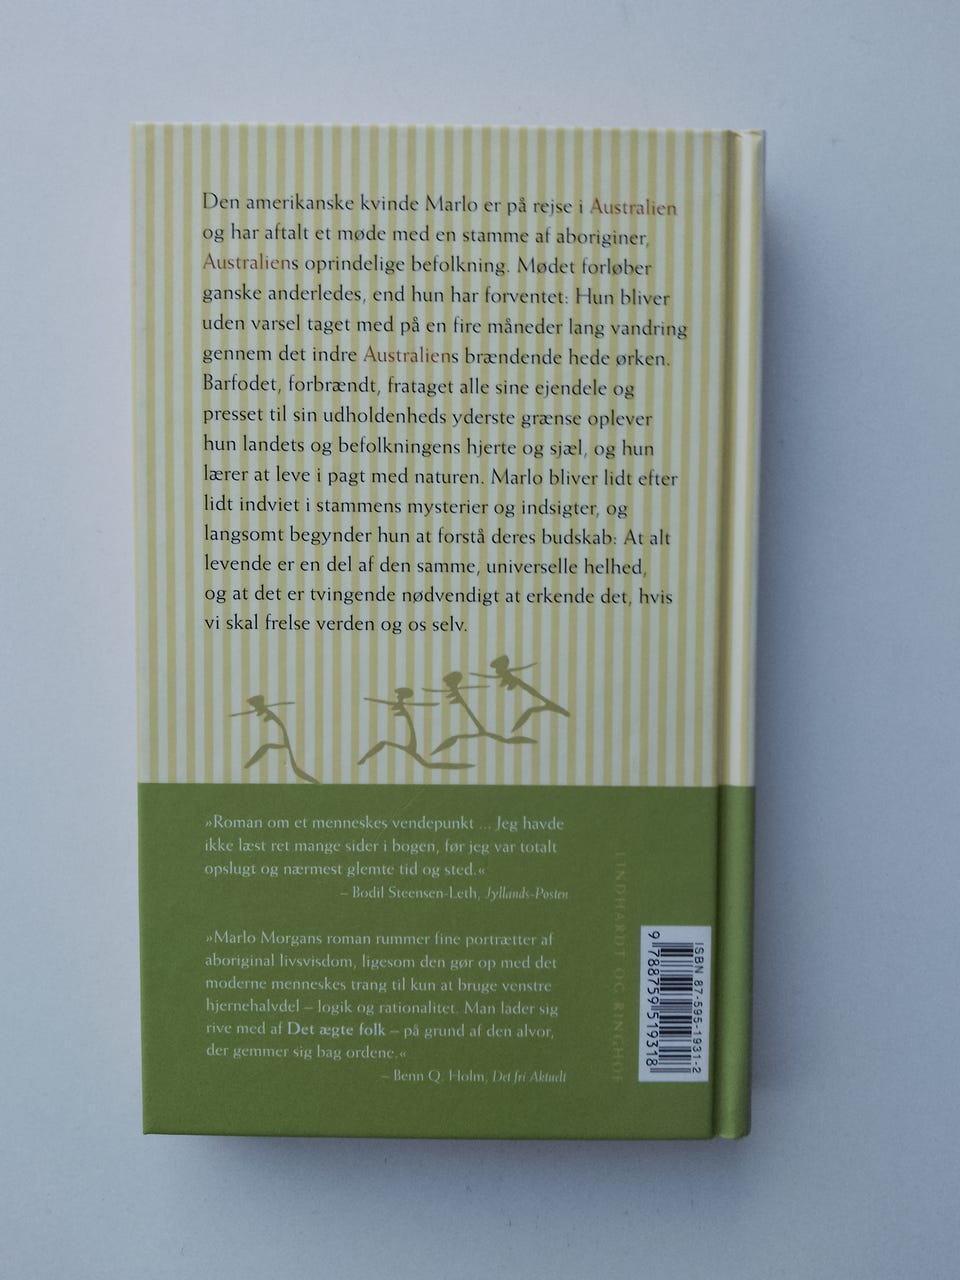 Den amerikanske kvinde Marlo er på rejse i Australien
og har aftalt et møde med en stamme af aboriginer,
Australiens oprindelige befolkning. Mødet forløber
ganske anderledes, end hun har forventet: Hun bliver
uden varsel taget med på en fire måneder lang vandring
gennem det indre Australiens brændende hede ørken.
Barfodet, forbrændt, frataget alle sine ejendele og
presset til sin udholdenheds yderste grænse oplever
hun landets og befolkningens hjerte og sjæl, og hun
lærer at leve i pagt med naturen. Marlo bliver lidt efter
lidt indviet i stammens mysterier og indsigter, og
langsomt begynder hun at forstå deres budskab: At alt
levende er en del af den samme, universelle helhed,
og at det er tvingende nødvendigt at erkende det, hvis
vi skal frelse verden og os selv.
»Roman om et menneskes vendepunkt ... Jeg havde
ikke læst ret mange sider i bogen, før jeg var totalt
opslugt og nærmest glemte tid og sted.«
– Bodil Steensen-Leth, Jyllands-Posten
»Marlo Morgans roman rummer fine portrætter af
aboriginal livsvisdom, ligesom den gør op med det
moderne menneskes trang til kun at bruge venstre
hjernehalvdel – logik og rationalitet. Man lader sig
rive med af Det ægte folk – på grund af den alvor,
der gemmer sig bag ordene.«
– Benn Q. Holm, Det fri Aktuelt
LINDHARDT OG RINGHOF
ISBN 87-595-1931-2
9788759519318